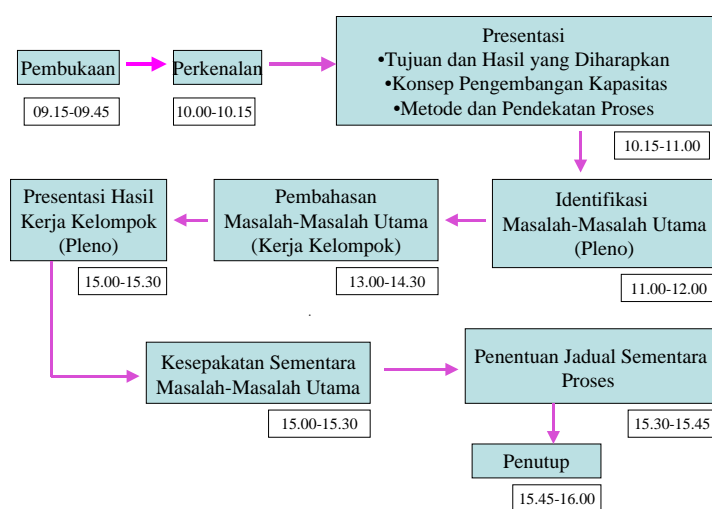 Pembukaan
09.15-09.45
Perkenalan
10.00-10.15
Presentasi
•Tujuan dan Hasil yang Diharapkan
•Konsep Pengembangan Kapasitas
•Metode dan Pendekatan Proses
10.15-11.00
Identifikasi
Masalah-Masalah Utama
(Pleno)
11.00-12.00
Pembahasan
Masalah-Masalah Utama
(Kerja Kelompok)
13.00-14.30
Presentasi Hasil
Kerja Kelompok
(Pleno)
15.00-15.30
Kesepakatan Sementara
Masalah-Masalah Utama
15.00-15.30
Penentuan Jadual Sementara
Proses
15.30-15.45
Penutup
15.45-16.00